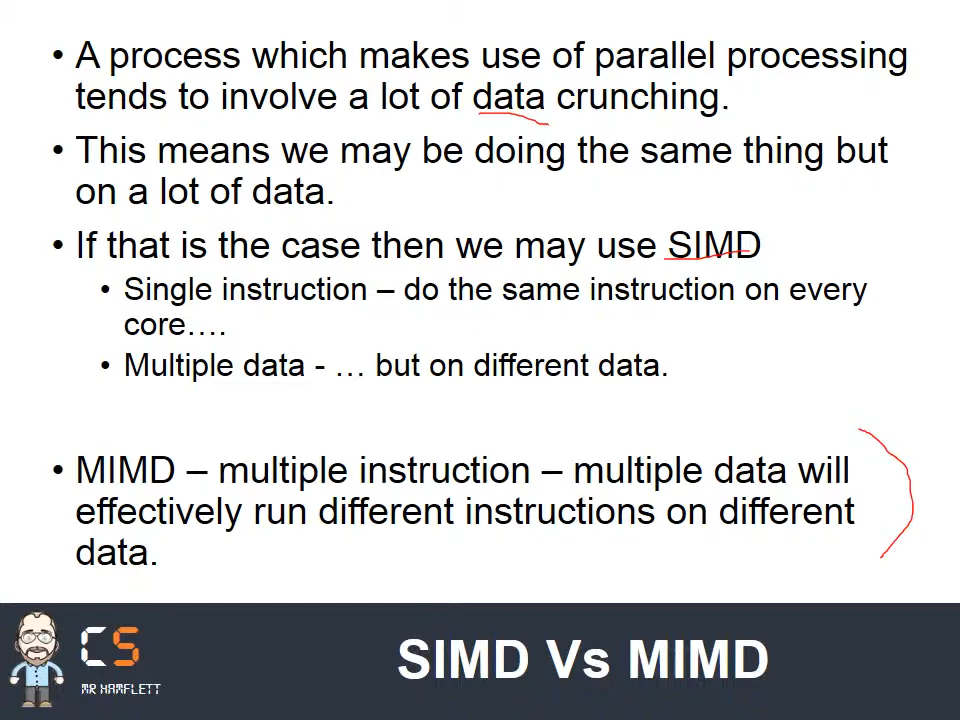 • A process which makes use of parallel processing
tends to involve a lot of data crunching.
• This means we may be doing the same thing but
on a lot of data.
• If that is the case then we may use SIMD
• Single instruction – do the same instruction on every
core….
• Multiple data - … but on different data.
• MIMD – multiple instruction – multiple data will
effectively run different instructions on different
data.
CS
MR HAMFLETT
SIMD Vs MIMD